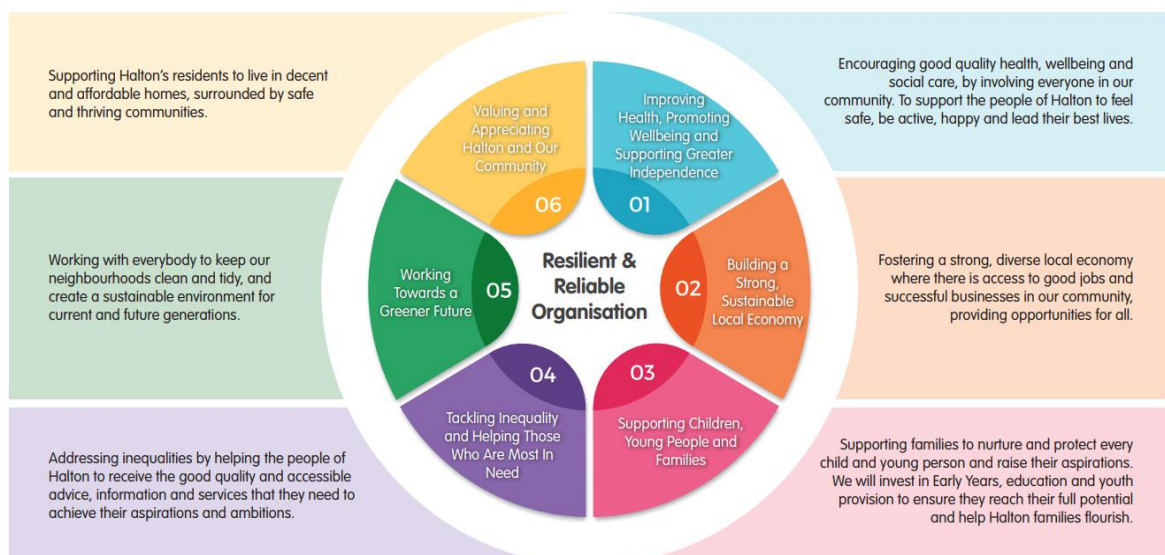 Supporting Halton's residents to live in decent
and affordable homes, surrounded by safe
and thriving communities.
Valuing and
Appreciating
Halton and Our
Community
06
Improving
Health, Promoting
Wellbeing and
Supporting Greater
Independence
01
Encouraging good quality health, wellbeing and
social care, by involving everyone in our
community. To support the people of Halton to feel
safe, be active, happy and lead their best lives.
Working with everybody to keep our
neighbourhoods clean and tidy, and
create a sustainable environment for
current and future generations.
Working
Towards a
Greener Future
05
Resilient &
Reliable
Organisation
02
Building a
Strong,
Sustainable
Local Economy
Fostering a strong, diverse local economy
where there is access to good jobs and
successful businesses in our community,
providing opportunities for all.
Addressing inequalities by helping the people of
Halton to receive the good quality and accessible
advice, information and services that they need to
achieve their aspirations and ambitions.
04
Tackling Inequality
and Helping Those
Who Are Most In
Need
03
Supporting Children,
Young People and
Families
Supporting families to nurture and protect every
child and young person and raise their aspirations.
We will invest in Early Years, education and youth
provision to ensure they reach their full potential
and help Halton families flourish.